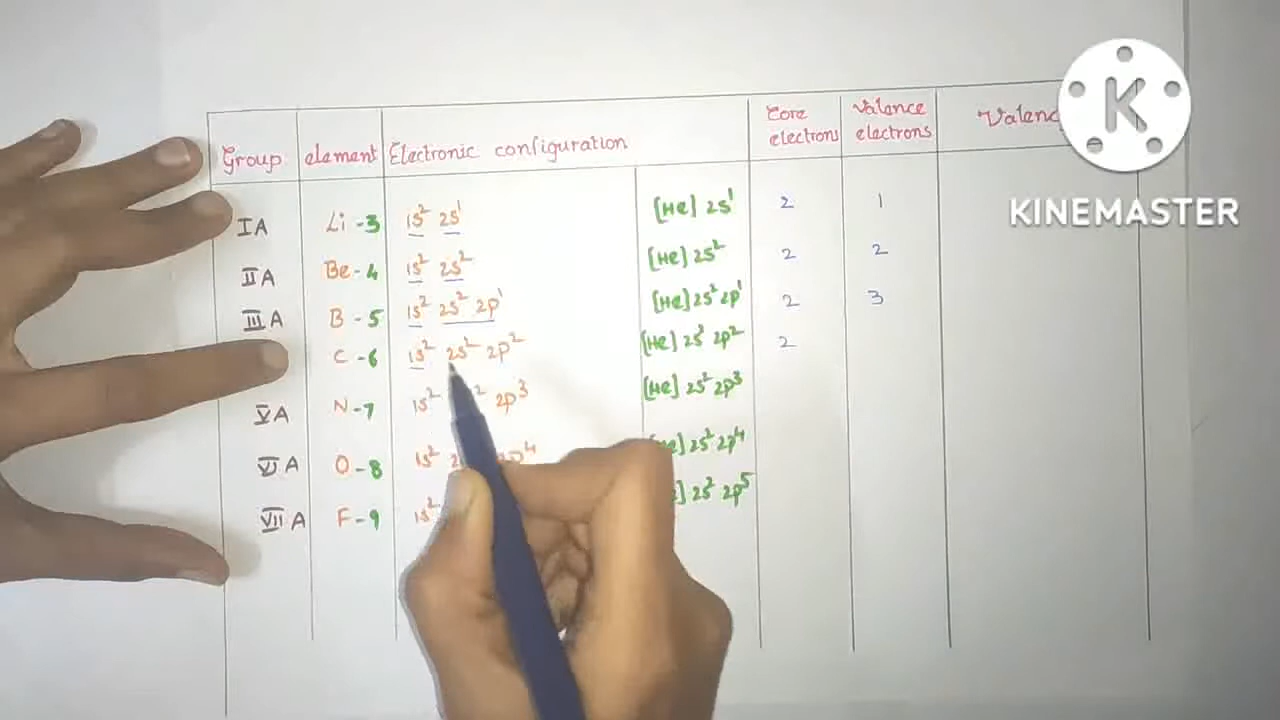 Group element Electronic configuration Core electrons Valance electrons
K
KINEMASTER
IA Li-3 1s² 2s¹ [He] 2s¹ 2 1
IIA Be-4 1s² 2s² [He] 2s² 2 2
IIIA B-5 1s² 2s² 2p¹ [He] 2s² 2p¹ 2 3
C-6 1s² 2s² 2p² [He] 2s² 2p² 2
VA N-7 1s² 2p³ [He] 2s² 2p³
VIA O-8 1s² 2s² 2p⁴
VIIA F-9 1s² 2s² 2p⁵